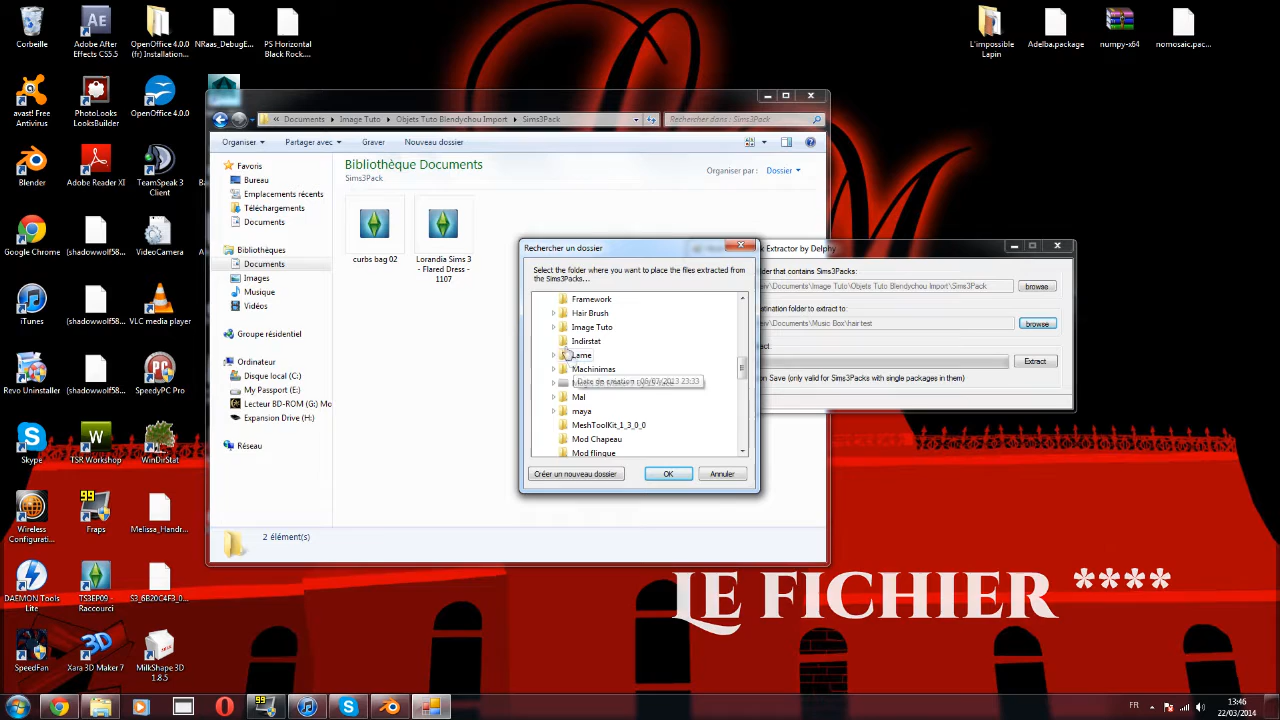 Corbeille
Adobe After Effects CS5.5
OpenOffice 4.0.0 (fr) Installation...
NRaas_DebugE...
PS Horizontal Black Rock....
L'impossible Lapin
Adelba.package
numpy-x64
nomosaic.pac...
avast! Free Antivirus
PhotoLooks LooksBuilder
OpenOffice 4.0.0
Blender
Adobe Reader XI
TeamSpeak 3 Client
Google Chrome
(shadowwolf58...
VideoCamera
iTunes
(shadowwolf58...
VLC media player
Revo Uninstaller
(shadowwolf58...
SpeedyPC Pro
Skype
TSR Workshop
WinDirStat
Wireless Configurati...
Fraps
Melissa_Handr...
DAEMON Tools Lite
TS3EP09 - Raccourci
S3_6B20C4F3_0...
SpeedFan
Xara 3D Maker 7
MilkShape 3D 1.8.5
Documents
Image Tuto
Objets Tuto Blendychou Import
Sims3Pack
Rechercher dans : Sims3Pack
Organiser
Partager avec
Graver
Nouveau dossier
Favoris
Bureau
Emplacements récents
Téléchargements
Documents
Bibliothèques
Documents
Images
Musique
Vidéos
Groupe résidentiel
Ordinateur
Disque local (C:)
My Passport (E:)
Lecteur BD-ROM (G:) Mas
Expansion Drive (H:)
Réseau
Bibliothèque Documents
Sims3Pack
Organiser par :
Dossier
curbs bag 02
Lorandia Sims 3 - Flared Dress - 1107
2 élément(s)
Rechercher un dossier
Select the folder where you want to place the files extracted from
the Sims3Packs...
Framework
Hair Brush
Image Tuto
Indirstat
Lame
Machinimas
Date de création : 06/07/2013 23:33
Mal
maya
MeshToolKit_1_3_0_0
Mod Chapeau
Mod flingue
Créer un nouveau dossier
OK
Annuler
k Extractor by Delphy
older that contains Sims3Packs.
\Documents\Image Tuto\Objets Tuto Blendychou Import\Sims3Pack
browse
stination folder to extract to:
\Documents\Music Box\hair test
browse
Extract
on Save (only valid for Sims3Packs with single packages in them)
LE FICHIER ****
FR
13:46
22/03/2014